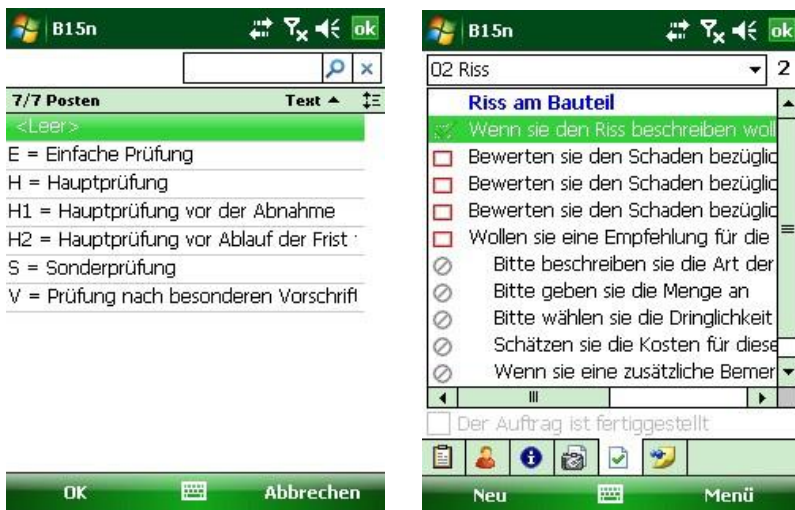 B15n
ok
7/7 Posten Text
<Leer>
E = Einfache Prüfung
H = Hauptprüfung
H1 = Hauptprüfung vor der Abnahme
H2 = Hauptprüfung vor Ablauf der Frist
S = Sonderprüfung
V = Prüfung nach besonderen Vorschrift
OK Abbrechen
B15n
ok
02 Riss 2
Riss am Bauteil
Wenn sie den Riss beschreiben woll
Bewerten sie den Schaden bezüglic
Bewerten sie den Schaden bezüglic
Bewerten sie den Schaden bezüglic
Wollen sie eine Empfehlung für die
Bitte beschreiben sie die Art der
Bitte geben sie die Menge an
Bitte wählen sie die Dringlichkeit
Schätzen sie die Kosten für diese
Wenn sie eine zusätzliche Bemer
Der Auftrag ist fertiggestellt
Neu Menü